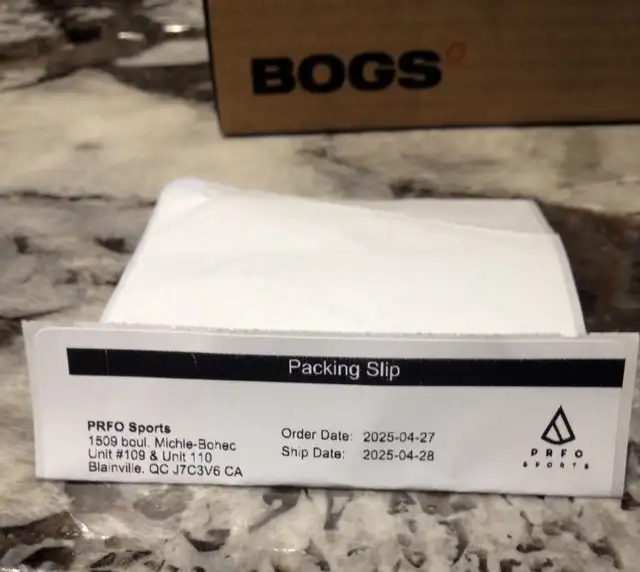 BOGS
Packing Slip
PRFO Sports
1509 boul. Michle-Bohec
Unit #109 & Unit 110
Blainville, QC J7C3V6 CA
Order Date: 2025-04-27
Ship Date: 2025-04-28
PRFO
SPORTS